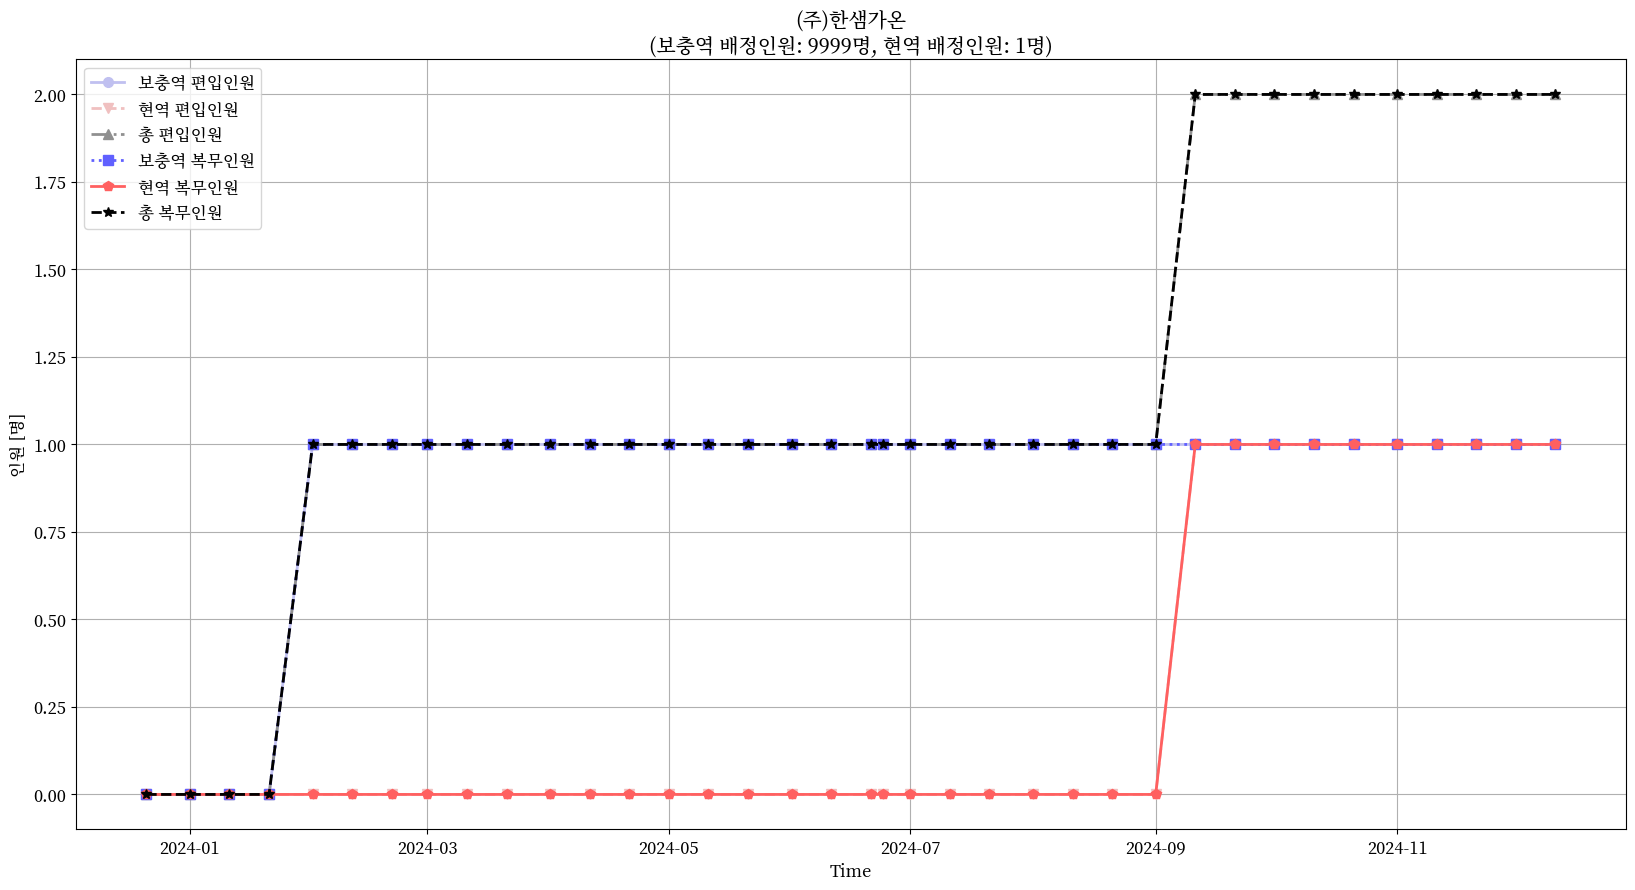 (주)한샘가온
(보충역 배정인원: 9999명, 현역 배정인원: 1명)
보충역 편입인원
현역 편입인원
총 편입인원
보충역 복무인원
현역 복무인원
총 복무인원
인원 [명]
2.00
1.75
1.50
1.25
1.00
0.75
0.50
0.25
0.00
2024-01
2024-03
2024-05
2024-07
2024-09
2024-11
Time